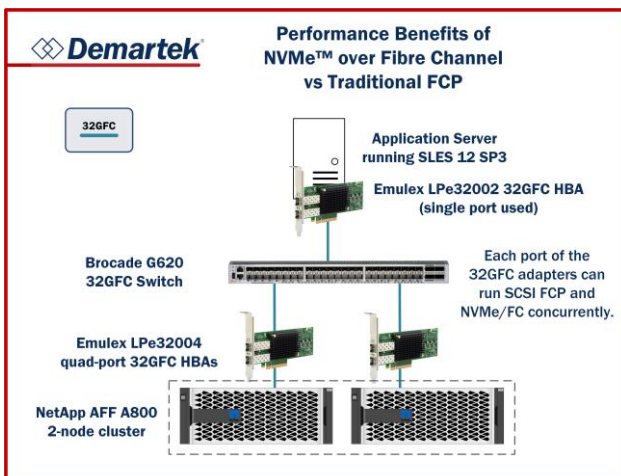 Demartek®
Performance Benefits of
NVMe™ over Fibre Channel
vs Traditional FCP
32GFC
Application Server
running SLES 12 SP3
Emulex LPe32002 32GFC HBA
(single port used)
Brocade G620
32GFC Switch
Each port of the
32GFC adapters can
run SCSI FCP and
NVMe/FC concurrently.
Emulex LPe32004
quad-port 32GFC HBAs
NetApp AFF A800
2-node cluster